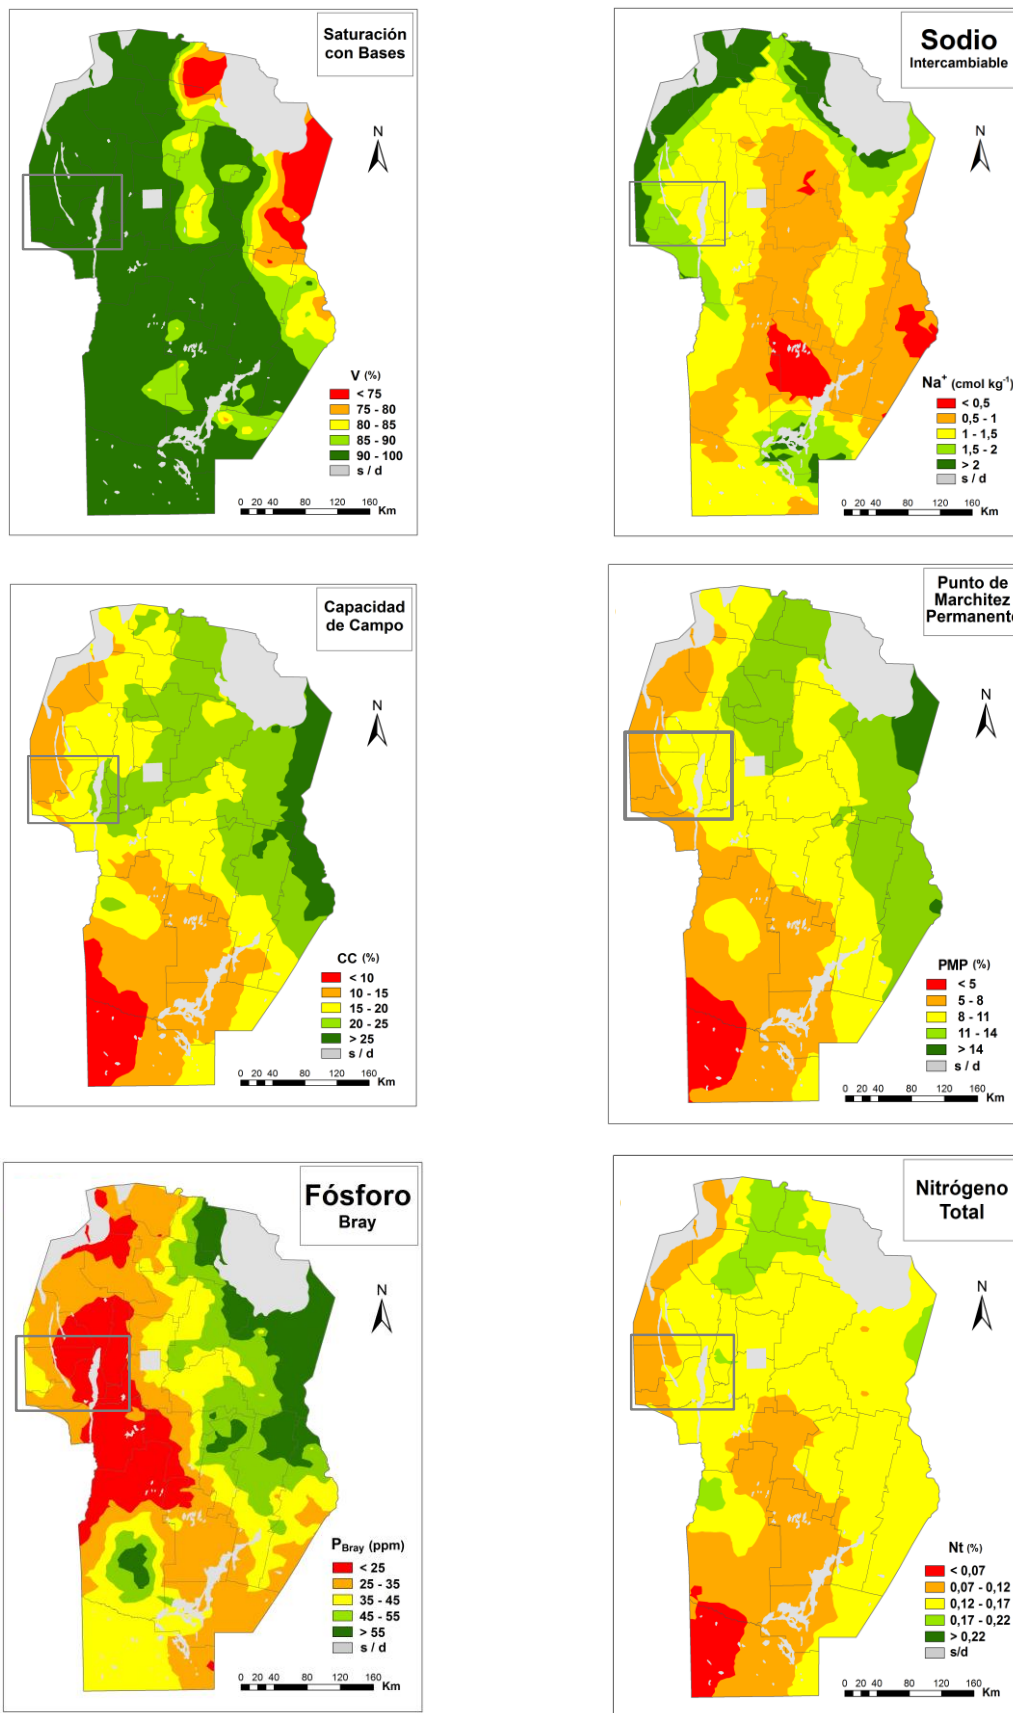 Saturación
con Bases
N
V (%)
< 75
75 - 80
80 - 85
85 - 90
90 - 100
s / d
0 20 40 80 120 160
Km
Sodio
Intercambiable
N
Na⁺ (cmol kg⁻¹)
< 0,5
0,5 - 1
1 - 1,5
1,5 - 2
> 2
s / d
0 20 40 80 120 160
Km
Capacidad
de Campo
N
CC (%)
< 10
10 - 15
15 - 20
20 - 25
> 25
s / d
0 20 40 80 120 160
Km
Punto de
Marchitez
Permanente
N
PMP (%)
< 5
5 - 8
8 - 11
11 - 14
> 14
s / d
0 20 40 80 120 160
Km
Fósforo
Bray
N
PBray (ppm)
< 25
25 - 35
35 - 45
45 - 55
> 55
s / d
0 20 40 80 120 160
Km
Nitrógeno
Total
N
Nt (%)
< 0,07
0,07 - 0,12
0,12 - 0,17
0,17 - 0,22
> 0,22
s/d
0 20 40 80 120 160
Km